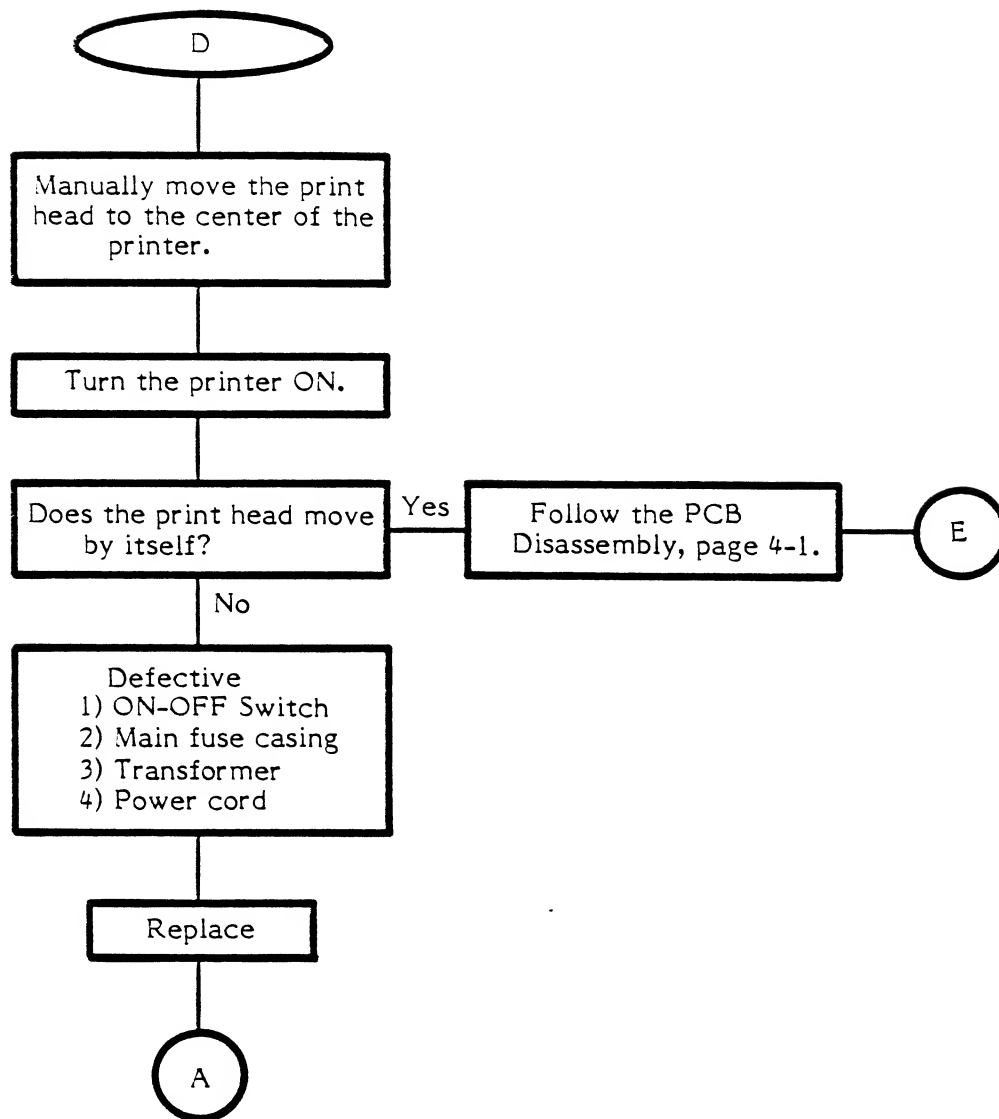 D
Manually move the print
head to the center of the
printer.
Turn the printer ON.
Does the print head move
by itself?
Yes
Follow the PCB
Disassembly, page 4-1.
E
No
Defective
1) ON-OFF Switch
2) Main fuse casing
3) Transformer
4) Power cord
Replace
A